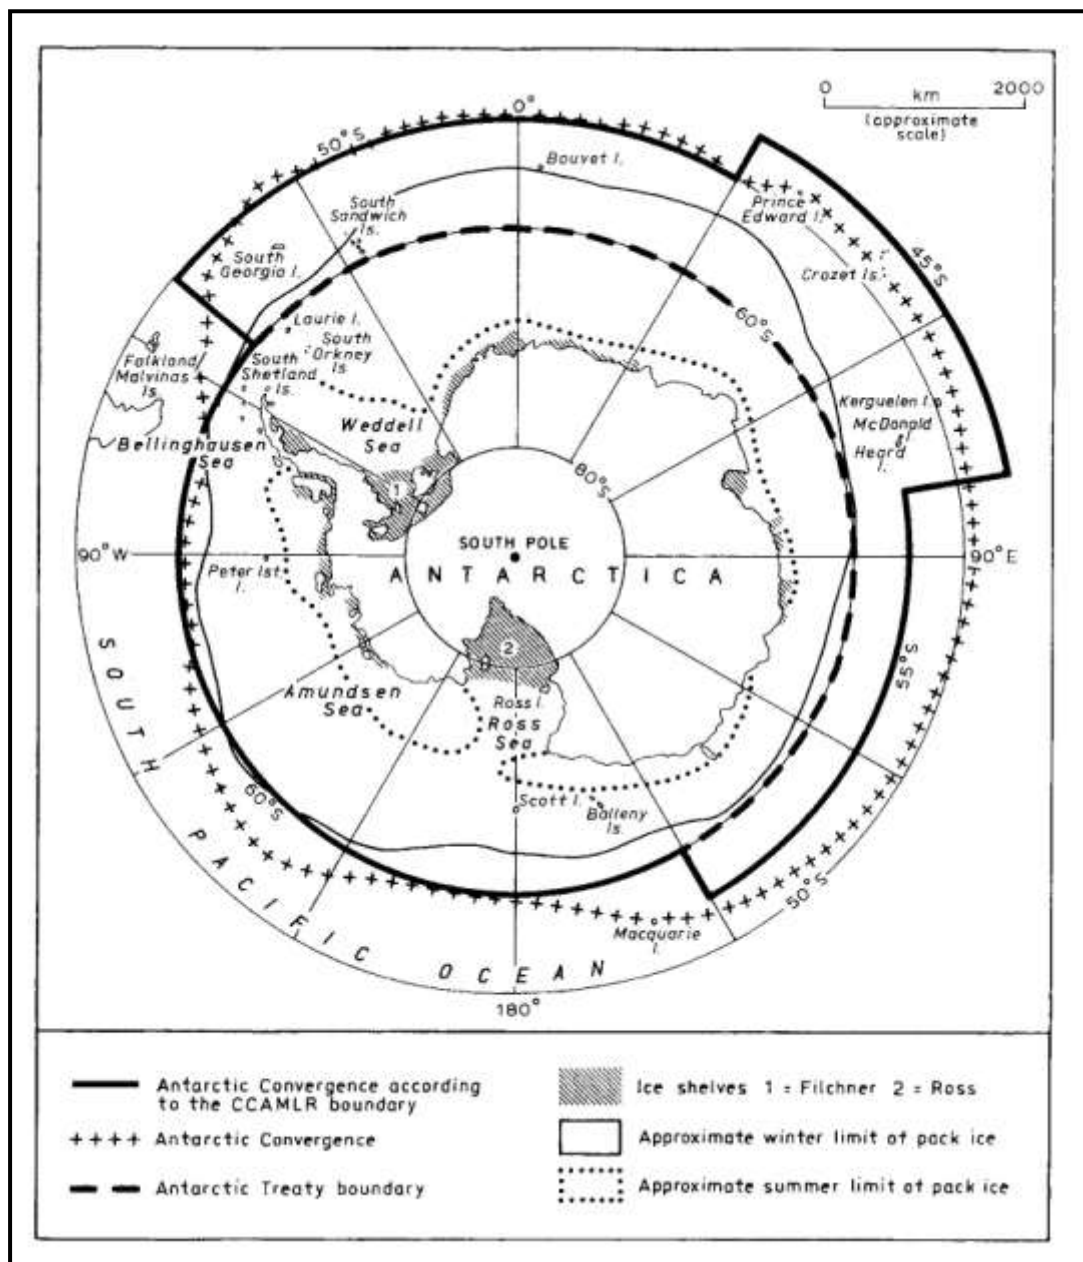 0 2000
km
(approximate
scale)
0°
50°S
Bouvet I.
Prince
Edward I.
South
Sandwich
Is.
South
Georgia I.
45°S
Crozet Is.
60°S
Laurie I.
South
Orkney
Is
South
Shetland
Is.
Falkland
Malvinas
Is.
Weddell
Sea
Kerguelen I.
McDonald
I
Heard
I.
Bellinghausen
Sea
80°S
1
SOUTH POLE
90°W
90°E
Peter Ist.
I.
ANTARCTICA
2
55°S
Amundsen
Sea
Ross I.
Ross
Sea
60°S
Scott I.
Balleny
Is.
50°S
Macquarie
I.
SOUTH PACIFIC OCEAN
180°
Antarctic Convergence according
to the CCAMLR boundary
++++ Antarctic Convergence
Antarctic Treaty boundary
Ice shelves 1 = Filchner 2 = Ross
Approximate winter limit of pack ice
Approximate summer limit of pack ice